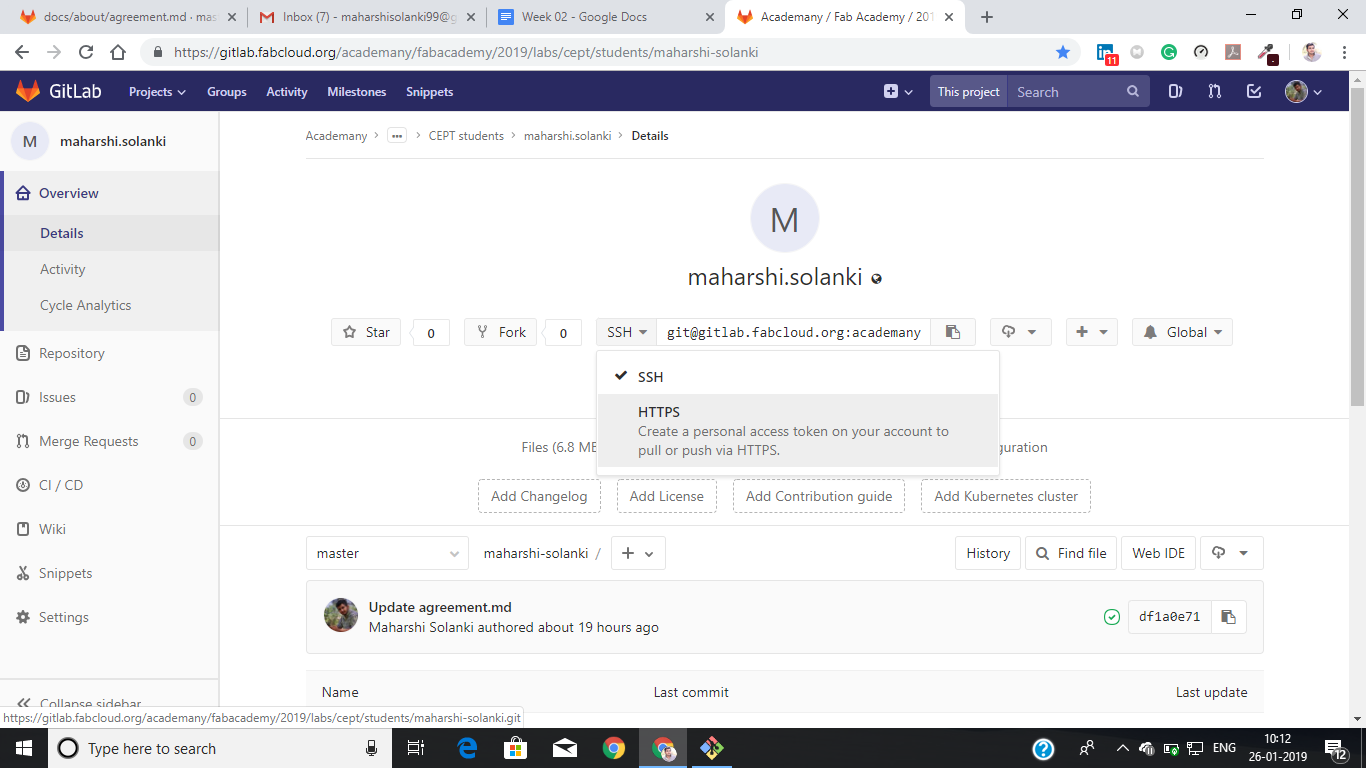 docs/about/agreement.md · mas
Inbox (7) - maharshisolanki99@g
Week 02 - Google Docs
Academany / Fab Academy / 201
https://gitlab.fabcloud.org/academany/fabacademy/2019/labs/cept/students/maharshi-solanki
11
GitLab
Projects
Groups
Activity
Milestones
Snippets
This project
Search
M
maharshi.solanki
Academany > ... > CEPT students > maharshi.solanki > Details
Overview
Details
Activity
Cycle Analytics
Repository
Issues 0
Merge Requests 0
CI / CD
Wiki
Snippets
Settings
Collapse sidebar
M
maharshi.solanki
Star 0
Fork 0
SSH
git@gitlab.fabcloud.org:academany
Global
SSH
HTTPS
Create a personal access token on your account to
pull or push via HTTPS.
Files (6.8 MB
guration
Add Changelog
Add License
Add Contribution guide
Add Kubernetes cluster
master
maharshi-solanki /
History
Find file
Web IDE
Update agreement.md
Maharshi Solanki authored about 19 hours ago
df1a0e71
Name
Last commit
Last update
https://gitlab.fabcloud.org/academany/fabacademy/2019/labs/cept/students/maharshi-solanki.git
Type here to search
ENG
10:12
26-01-2019
12